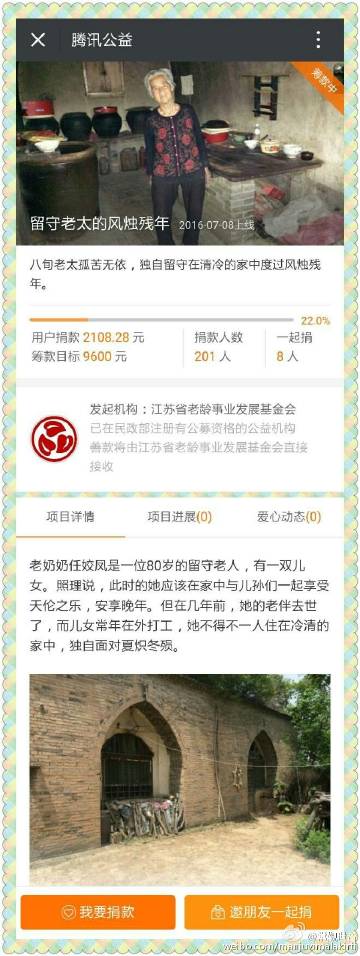 腾讯公益
筹款中
留守老太的风烛残年 2016-07-08上线
八旬老太孤苦无依，独自留守在清冷的家中度过风烛残
年。
22.0%
用户捐款 2108.28 元
捐款人数
一起捐
筹款目标 9600 元
201 人
8 人
发起机构：江苏省老龄事业发展基金会
已在民政部注册有公募资格的公益机构
善款将由江苏省老龄事业发展基金会直接
接收
项目详情
项目进展(0)
爱心动态(0)
老奶奶任姣凤是一位80岁的留守老人，有一双儿
女。照理说，此时的她应该在家中与儿孙们一起享受
天伦之乐，安享晚年。但在几年前，她的老伴去世
了，而儿女常年在外打工，她不得不一人住在冷清的
家中，独自面对夏炽冬殒。
我要捐款
邀朋友一起捐